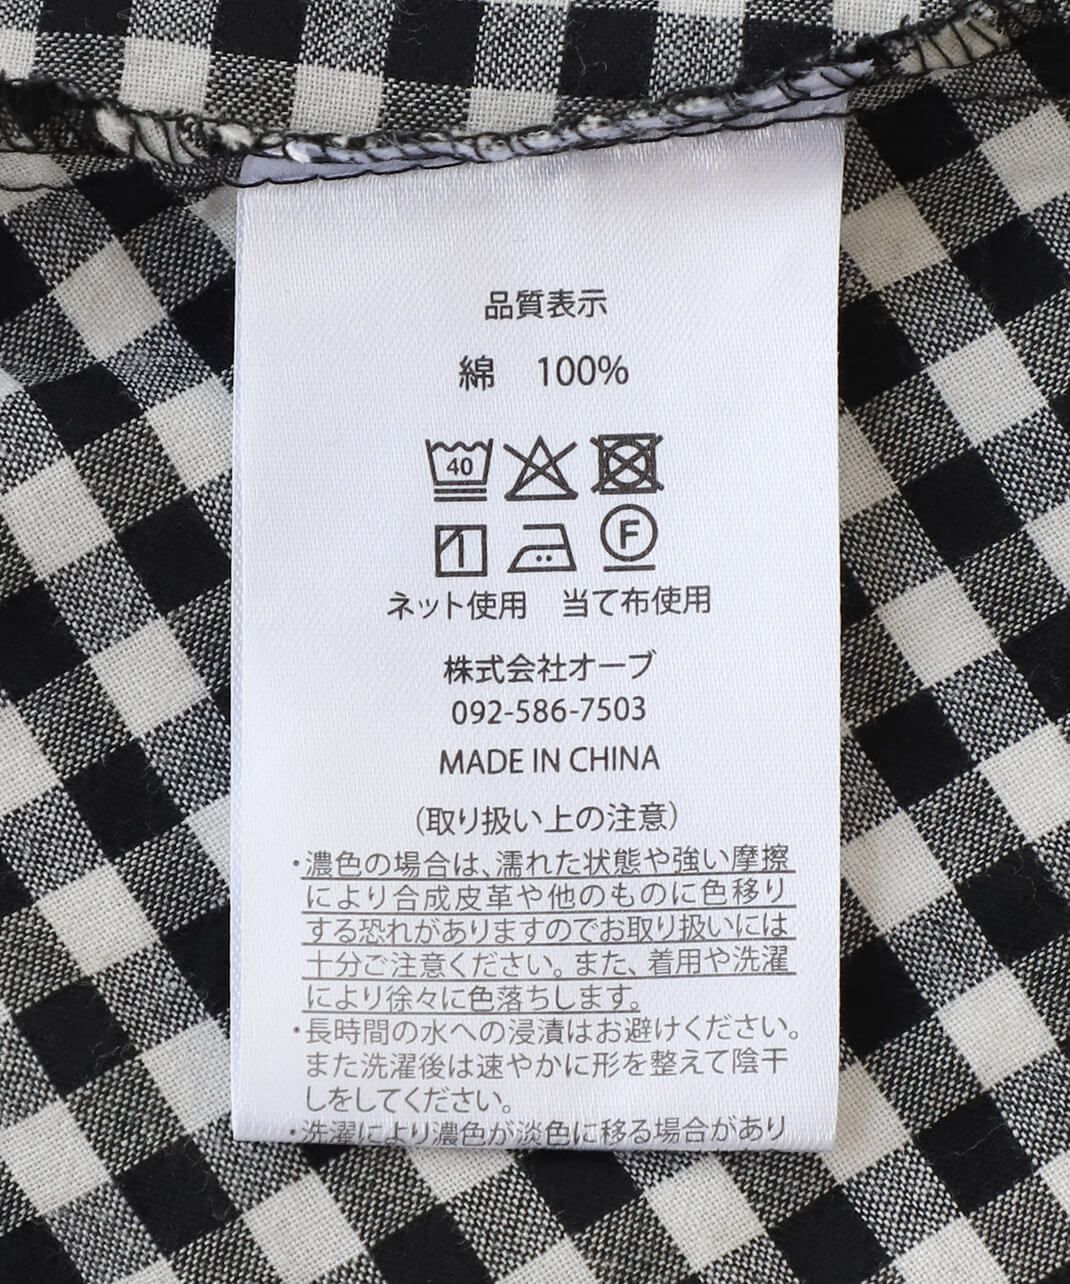 品質表示
綿　100%
40
F
ネット使用　当て布使用
株式会社オーブ
092-586-7503
MADE IN CHINA
（取り扱い上の注意）
・濃色の場合は、濡れた状態や強い摩擦
により合成皮革や他のものに色移り
する恐れがありますのでお取り扱いには
十分ご注意ください。また、着用や洗濯
により徐々に色落ちします。
・長時間の水への浸漬はお避けください。
また洗濯後は速やかに形を整えて陰干
しをしてください。
・洗濯により濃色が淡色に移る場合があり